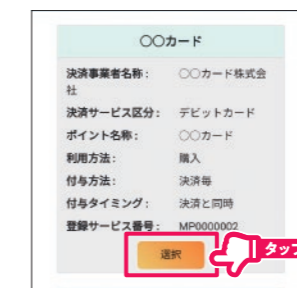 ○○カード
決済事業者名称： ○○カード株式会
社
決済サービス区分： デビットカード
ポイント名称： ○○カード
利用方法： 購入
付与方法： 決済毎
付与タイミング： 決済と同時
登録サービス番号： MP0000002
選択
タップ